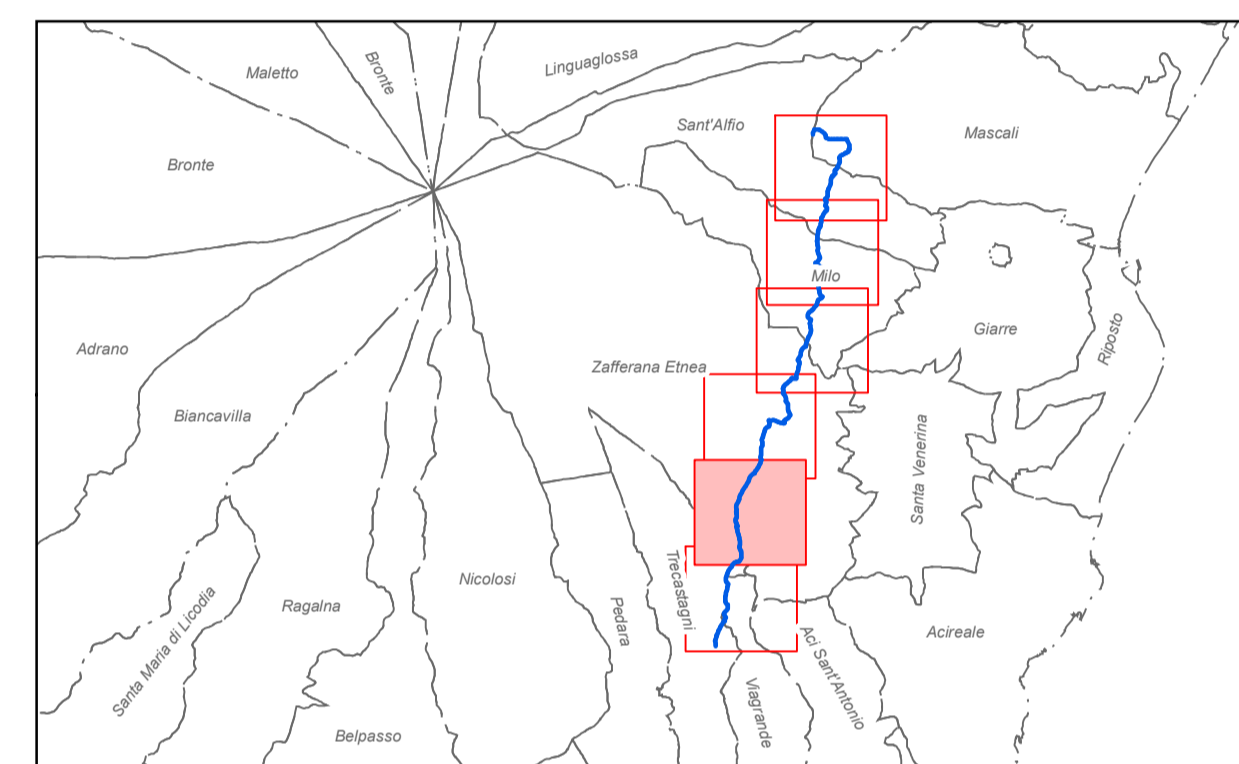 Linguaglossa
Maletto
Bronte
Sant'Alfio
Mascali
Bronte
Milo
Giarre
Riposto
Adrano
Zafferana Etnea
Biancavilla
Santa Venerina
Nicolosi
Trecastagni
Ragalna
Pedara
Santa Maria di Licodia
Acireale
Aci Sant'Antonio
Viagrande
Belpasso